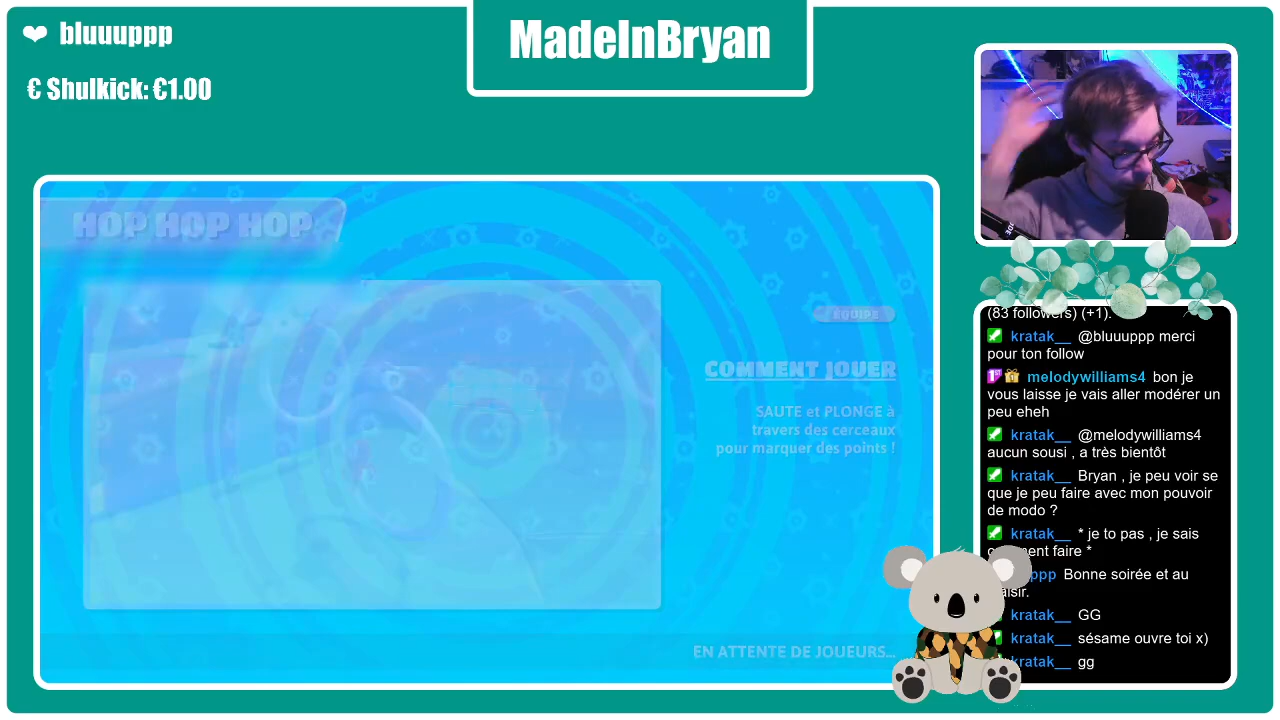 ❤ bluuuppp
€ Shulkick: €1.00
MadeInBryan
HOP HOP HOP
ÉQUIPE
COMMENT JOUER
SAUTE et PLONGE à
travers des cerceaux
pour marquer des points !
EN ATTENTE DE JOUEURS...
(83 followers) (+1).
kratak__ @bluuuppp merci
pour ton follow
melodywilliams4 bon je
vous laisse je vais aller modérer un
peu eheh
kratak__ @melodywilliams4
aucun sousi , a très bientôt
kratak__ Bryan , je peu voir se
que je peu faire avec mon pouvoir
de modo ?
kratak__ * je to pas , je sais
faire *
Bonne soirée et au
kratak__ GG
kratak__ sésame ouvre toi x)
kratak__ gg